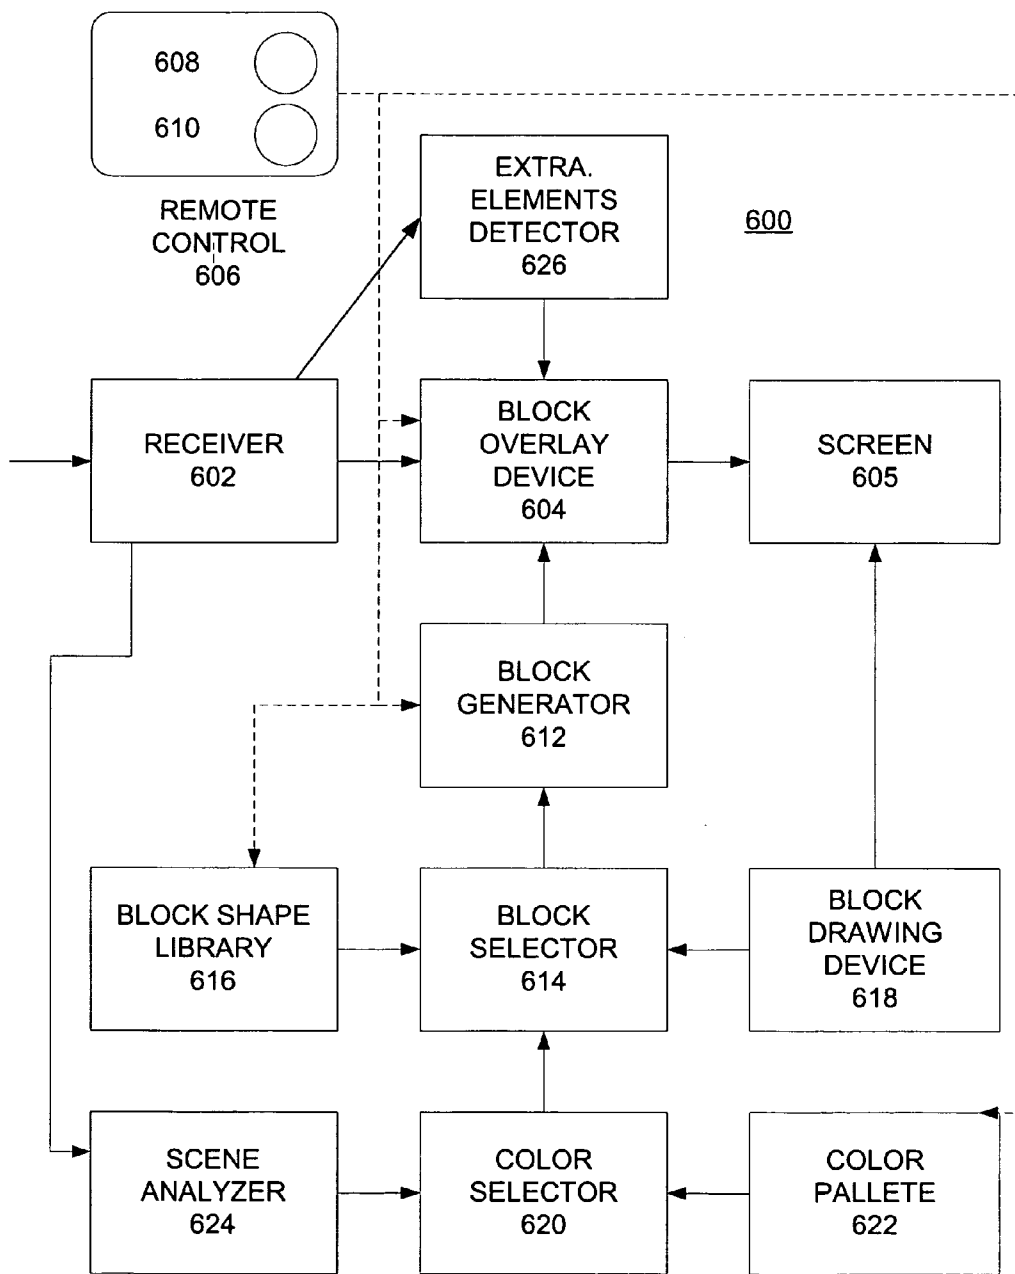 608
610
REMOTE
CONTROL
606
EXTRA.
ELEMENTS
DETECTOR
626
600
RECEIVER
602
BLOCK
OVERLAY
DEVICE
604
SCREEN
605
BLOCK
GENERATOR
612
BLOCK SHAPE
LIBRARY
616
BLOCK
SELECTOR
614
BLOCK
DRAWING
DEVICE
618
SCENE
ANALYZER
624
COLOR
SELECTOR
620
COLOR
PALLETE
622